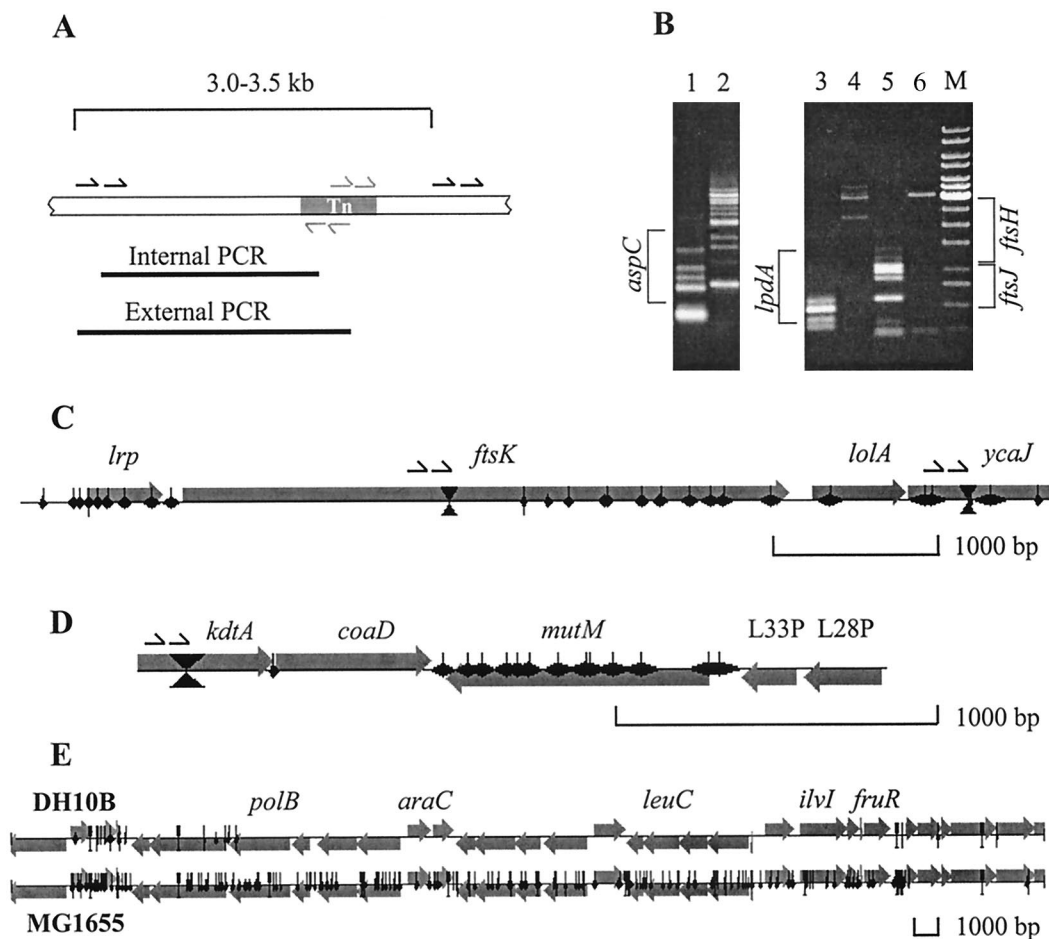 A
3.0-3.5 kb
Tn
Internal PCR
External PCR
B
1 2 3 4 5 6 M
aspC
lpdA
ftsH
ftsJ
C
lrp ftsK lolA ycaJ
1000 bp
D
kdtA coaD mutM L33P L28P
1000 bp
E
DH10B polB araC leuC ilvI fruR
MG1655
1000 bp